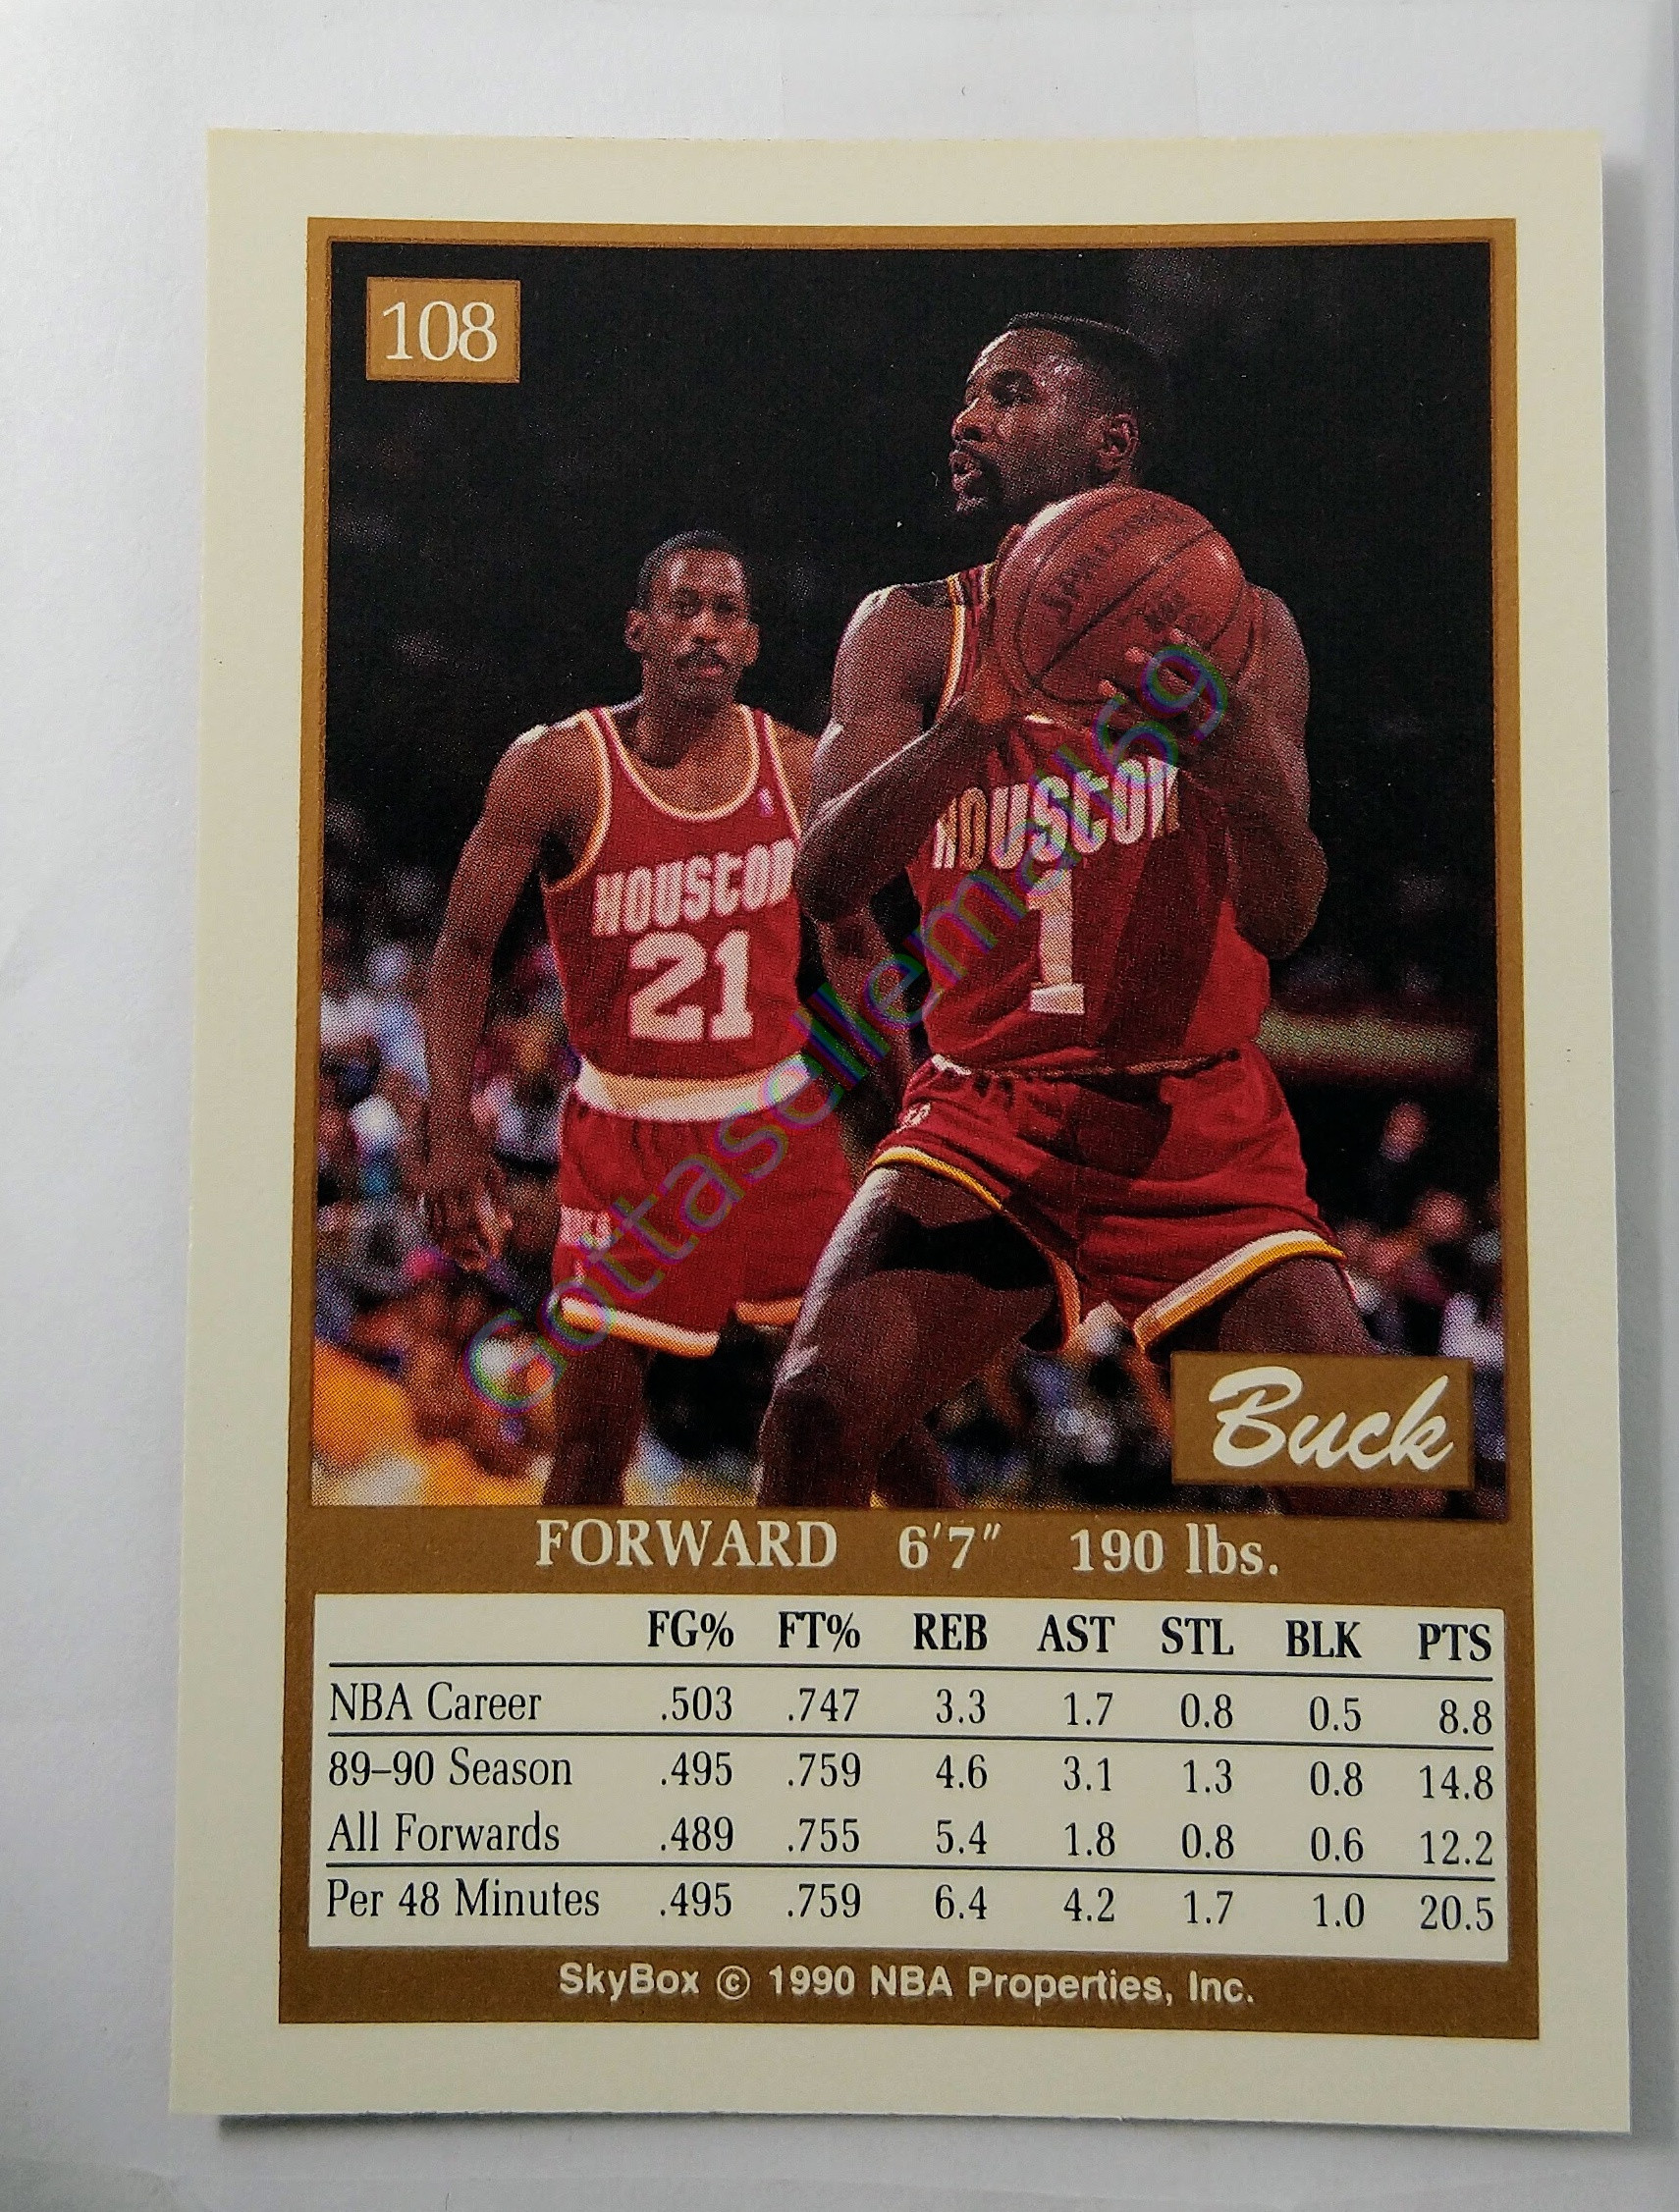 108
SPALDING
HOUSTON
1
HOUSTON
21
Gottasellemall69
Buck
FORWARD 6'7" 190 lbs.
FG% FT% REB AST STL BLK PTS
NBA Career .503 .747 3.3 1.7 0.8 0.5 8.8
89–90 Season .495 .759 4.6 3.1 1.3 0.8 14.8
All Forwards .489 .755 5.4 1.8 0.8 0.6 12.2
Per 48 Minutes .495 .759 6.4 4.2 1.7 1.0 20.5
SkyBox © 1990 NBA Properties, Inc.